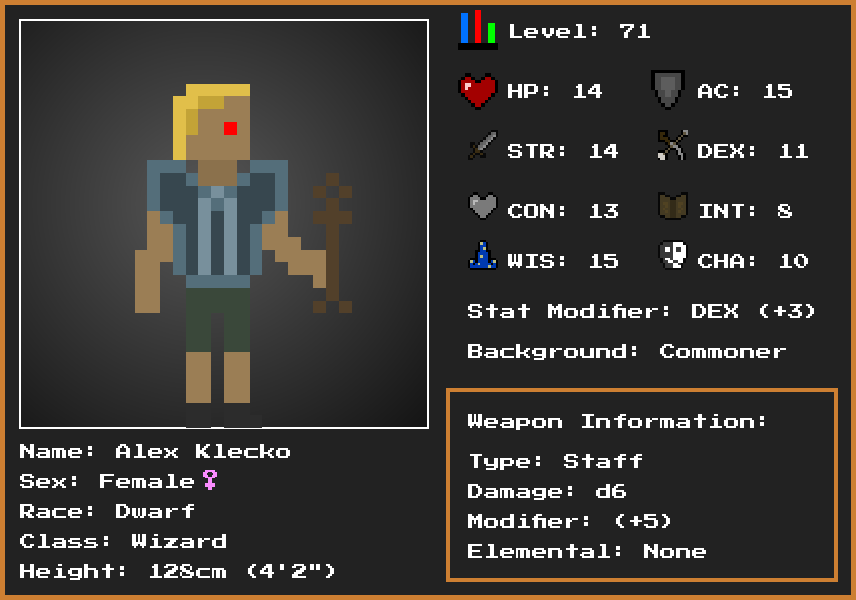 Level: 71
HP: 14
AC: 15
STR: 14
DEX: 11
CON: 13
INT: 8
WIS: 15
CHA: 10
Stat Modifier: DEX (+3)
Background: Commoner
Weapon Information:
Type: Staff
Damage: d6
Modifier: (+5)
Elemental: None
Name: Alex Klecko
Sex: Female♀
Race: Dwarf
Class: Wizard
Height: 128cm (4'2")